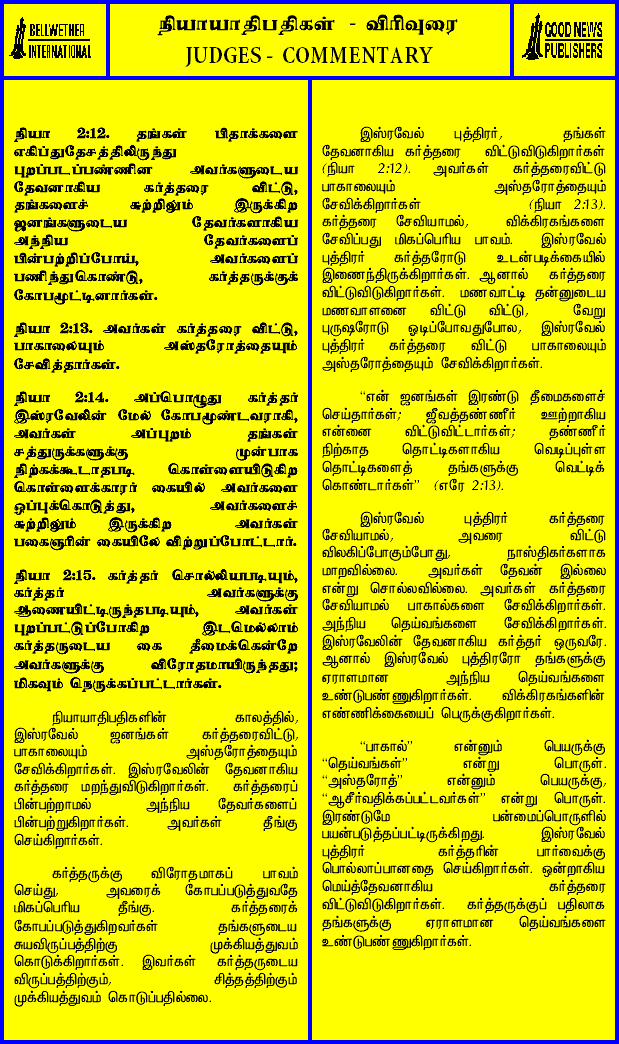 BELLWETHER
INTERNATIONAL
நியாயாதிபதிகள் - விரிவுரை
JUDGES - COMMENTARY
GOOD NEWS
PUBLISHERS
நியா 2:12. தங்கள் பிதாக்களை
எகிப்துதேசத்திலிருந்து
புறப்படப்பண்ணின அவர்களுடைய
தேவனாகிய கர்த்தரை விட்டு,
தங்களைச் சுற்றிலும் இருக்கிற
ஜனங்களுடைய தேவர்களாகிய
அந்நிய தேவர்களைப்
பின்பற்றிப்போய், அவர்களைப்
பணிந்துகொண்டு, கர்த்தருக்குக்
கோபமூட்டினார்கள்.
நியா 2:13. அவர்கள் கர்த்தரை விட்டு,
பாகாலையும் அஸ்தரோத்தையும்
சேவித்தார்கள்.
நியா 2:14. அப்பொழுது கர்த்தர்
இஸ்ரவேலின் மேல் கோபமூண்டவராகி,
அவர்கள் அப்புறம் தங்கள்
சத்துருக்களுக்கு முன்பாக
நிற்கக்கூடாதபடி கொள்ளையிடுகிற
கொள்ளைக்காரர் கையில் அவர்களை
ஒப்புக்கொடுத்து, அவர்களைச்
சுற்றிலும் இருக்கிற அவர்கள்
பகைஞரின் கையிலே விற்றுப்போட்டார்.
நியா 2:15. கர்த்தர் சொல்லியபடியும்,
கர்த்தர் அவர்களுக்கு
ஆணையிட்டிருந்தபடியும், அவர்கள்
புறப்பட்டுப்போகிற இடமெல்லாம்
கர்த்தருடைய கை தீமைக்கென்றே
அவர்களுக்கு விரோதமாயிருந்தது;
மிகவும் நெருக்கப்பட்டார்கள்.
நியாயாதிபதிகளின் காலத்தில்,
இஸ்ரவேல் ஜனங்கள் கர்த்தரைவிட்டு,
பாகாலையும் அஸ்தரோத்தையும்
சேவிக்கிறார்கள். இஸ்ரவேலின் தேவனாகிய
கர்த்தரை மறந்துவிடுகிறார்கள். கர்த்தரைப்
பின்பற்றாமல் அந்நிய தேவர்களைப்
பின்பற்றுகிறார்கள். அவர்கள் தீங்கு
செய்கிறார்கள்.
கர்த்தருக்கு விரோதமாகப் பாவம்
செய்து, அவரைக் கோபப்படுத்துவதே
மிகப்பெரிய தீங்கு. கர்த்தரைக்
கோபப்படுத்துகிறவர்கள் தங்களுடைய
சுயவிருப்பத்திற்கு முக்கியத்துவம்
கொடுக்கிறார்கள். இவர்கள் கர்த்தருடைய
விருப்பத்திற்கும், சித்தத்திற்கும்
முக்கியத்துவம் கொடுப்பதில்லை.
இஸ்ரவேல் புத்திரர், தங்கள்
தேவனாகிய கர்த்தரை விட்டுவிடுகிறார்கள்
(நியா 2:12). அவர்கள் கர்த்தரைவிட்டு
பாகாலையும் அஸ்தரோத்தையும்
சேவிக்கிறார்கள் (நியா 2:13).
கர்த்தரை சேவியாமல், விக்கிரகங்களை
சேவிப்பது மிகப்பெரிய பாவம். இஸ்ரவேல்
புத்திரர் கர்த்தரோடு உடன்படிக்கையில்
இணைந்திருக்கிறார்கள். ஆனால் கர்த்தரை
விட்டுவிடுகிறார்கள். மணவாட்டி தன்னுடைய
மணவாளனை விட்டு விட்டு, வேறு
புருஷரோடு ஓடிப்போவதுபோல, இஸ்ரவேல்
புத்திரர் கர்த்தரை விட்டு பாகாலையும்
அஸ்தரோத்தையும் சேவிக்கிறார்கள்.
“என் ஜனங்கள் இரண்டு தீமைகளைச்
செய்தார்கள்; ஜீவத்தண்ணீர் ஊற்றாகிய
என்னை விட்டுவிட்டார்கள்; தண்ணீர்
நிற்காத தொட்டிகளாகிய வெடிப்புள்ள
தொட்டிகளைத் தங்களுக்கு வெட்டிக்
கொண்டார்கள்” (எரே 2:13).
இஸ்ரவேல் புத்திரர் கர்த்தரை
சேவியாமல், அவரை விட்டு
விலகிப்போகும்போது, நாஸ்திகர்களாக
மாறவில்லை. அவர்கள் தேவன் இல்லை
என்று சொல்லவில்லை. அவர்கள் கர்த்தரை
சேவியாமல் பாகால்களை சேவிக்கிறார்கள்.
அந்நிய தெய்வங்களை சேவிக்கிறார்கள்.
இஸ்ரவேலின் தேவனாகிய கர்த்தர் ஒருவரே.
ஆனால் இஸ்ரவேல் புத்திரரோ தங்களுக்கு
ஏராளமான அந்நிய தெய்வங்களை
உண்டுபண்ணுகிறார்கள். விக்கிரகங்களின்
எண்ணிக்கையைப் பெருக்குகிறார்கள்.
“பாகால்” என்னும் பெயருக்கு
“தெய்வங்கள்” என்று பொருள்.
“அஸ்தரோத்” என்னும் பெயருக்கு,
“ஆசீர்வதிக்கப்பட்டவர்கள்” என்று பொருள்.
இரண்டுமே பன்மைப்பொருளில்
பயன்படுத்தப்பட்டிருக்கிறது. இஸ்ரவேல்
புத்திரர் கர்த்தரின் பார்வைக்கு
பொல்லாப்பானதை செய்கிறார்கள். ஒன்றாகிய
மெய்த்தேவனாகிய கர்த்தரை
விட்டுவிடுகிறார்கள். கர்த்தருக்குப் பதிலாக
தங்களுக்கு ஏராளமான தெய்வங்களை
உண்டுபண்ணுகிறார்கள்.